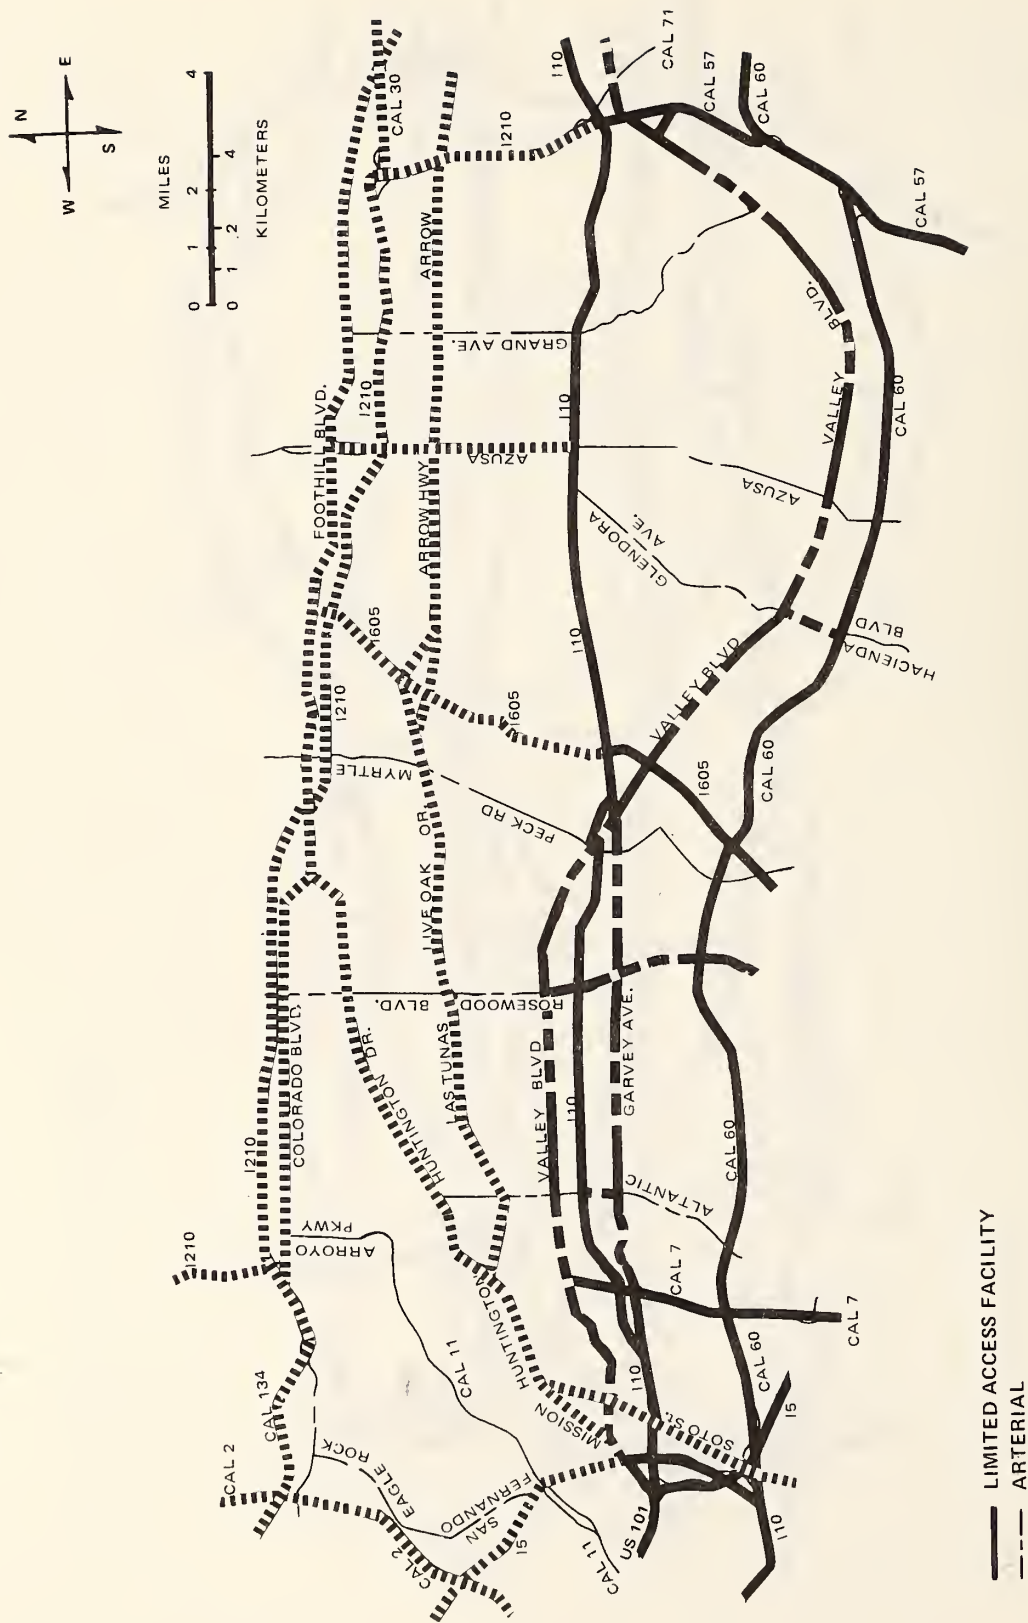 N
W
E
S
MILES
0 1 2 4
0 1 2 4
KILOMETERS
CAL 30
ARROW
I210
I10
CAL 71
CAL 57
CAL 60
CAL 57
GRAND AVE.
I210
FOOTHILL BLVD.
ARROW HWY
AZUSA
I10
VALLEY
BLVD.
CAL 60
AZUSA
GLENDORA
AVE.
I605
I210
I10
HACIENDA
BLVD
I605
VALLEY BLVD
MYRTLE
PECK RD
CAL 60
I605
LIVE OAK OR
ROSEWOOD
BLVD.
COLORADO BLVD.
HUNTINGTON
DR.
LAS TUNAS
VALLEY BLVD
I10
GARVEY AVE.
CAL 60
I210
I210
ARROYO
PKWY
ALTANTIC
HUNTINGTON
CAL 7
CAL 7
CAL 134
CAL 2
EAGLE ROCK
CAL 11
CAL 2
SAN
FERNANDO
I5
CAL 11
MISSION
SOTO St.
I10
CAL 60
I5
US 101
I10
LIMITED ACCESS FACILITY
ARTERIAL